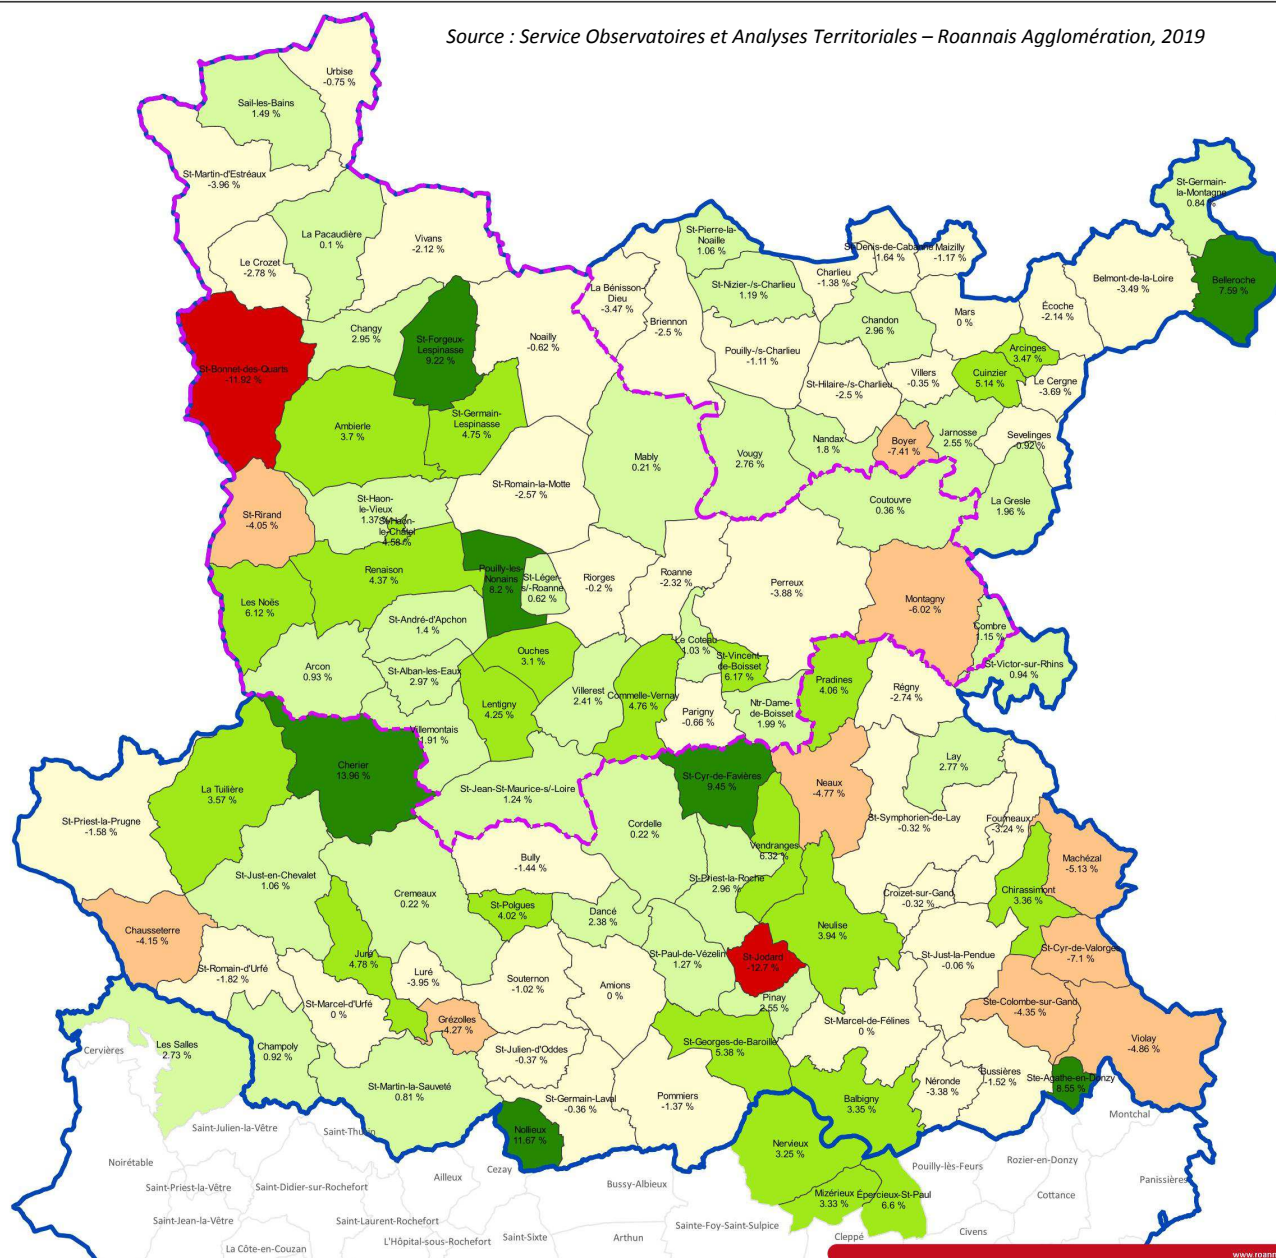 Source : Service Observatoires et Analyses Territoriales – Roannais Agglomération, 2019
Urbise
-0.75 %
Sail-les-Bains
1.49 %
St-Martin-d'Estréaux
-3.96 %
La Pacaudière
0.1 %
Vivans
-2.12 %
Le Crozet
-2.78 %
St-Germain-
la-Montagne
0.84 %
Belleroche
7.59 %
Belmont-de-la-Loire
-3.49 %
St-Pierre-la-
Noaille
1.06 %
St-Denis-de-Cabanne
-1.64 %
Maizilly
-1.17 %
Charlieu
-1.38 %
St-Nizier-/s-Charlieu
1.19 %
La Bénisson-
Dieu
-3.47 %
Briennon
-2.5 %
Mars
0 %
Écoche
-2.14 %
Chandon
2.96 %
Changy
2.95 %
St-Forgeux-
Lespinasse
9.22 %
Noailly
-0.62 %
Pouilly-/s-Charlieu
-1.11 %
Arcinges
3.47 %
St-Bonnet-des-Quarts
-11.92 %
Villers
-0.35 %
Cuinzier
5.14 %
Le Cergne
-3.69 %
St-Hilaire-/s-Charlieu
-2.5 %
Ambierle
3.7 %
St-Germain-
Lespinasse
4.75 %
Mably
0.21 %
Vougy
2.76 %
Nandax
1.8 %
Boyer
-7.41 %
Jarnosse
2.55 %
Sevelinges
-0.92 %
St-Romain-la-Motte
-2.57 %
Coutouvre
0.36 %
La Gresle
1.96 %
St-Rirand
-4.05 %
St-Haon-
le-Vieux
1.37 %
St-Haon-
le-Châtel
4.58 %
Renaison
4.37 %
Pouilly-les-
Nonains
8.2 %
St-Léger-
s/-Roanne
0.62 %
Riorges
-0.2 %
Roanne
-2.32 %
Perreux
-3.88 %
Montagny
-6.02 %
Les Noës
6.12 %
St-André-d'Apchon
1.4 %
Combre
1.15 %
Le Coteau
1.03 %
St-Vincent-
de-Boisset
6.17 %
St-Victor-sur-Rhins
0.94 %
Arcon
0.93 %
St-Alban-les-Eaux
2.97 %
Ouches
3.1 %
Lentigny
4.25 %
Villerest
2.41 %
Commelle-Vernay
4.76 %
Parigny
-0.66 %
Ntr-Dame-
de-Boisset
1.99 %
Pradines
4.06 %
Régny
-2.74 %
Villemontais
1.91 %
Cherier
13.96 %
La Tuilière
3.57 %
St-Jean-St-Maurice-s/-Loire
1.24 %
St-Cyr-de-Favières
9.45 %
Neaux
-4.77 %
Lay
2.77 %
St-Priest-la-Prugne
-1.58 %
Cordelle
0.22 %
St-Symphorien-de-Lay
-0.32 %
Fourneaux
-3.24 %
Vendranges
6.32 %
Machézal
-5.13 %
Bully
-1.44 %
St-Just-en-Chevalet
1.06 %
Cremeaux
0.22 %
St-Priest-la-Roche
2.96 %
Croizet-sur-Gand
-0.32 %
Chirassimont
3.36 %
St-Polgues
4.02 %
Dancé
2.38 %
Neulise
3.94 %
Chausseterre
-4.15 %
Juré
4.78 %
Luré
-3.95 %
Souternon
-1.02 %
Amions
0 %
St-Paul-de-Vézelin
1.27 %
St-Jodard
-12.7 %
St-Just-la-Pendue
-0.06 %
St-Cyr-de-Valorges
-7.1 %
St-Romain-d'Urfé
-1.82 %
St-Marcel-d'Urfé
0 %
Pinay
2.55 %
Ste-Colombe-sur-Gand
-4.35 %
Grézolles
-4.27 %
St-Marcel-de-Félines
0 %
Violay
-4.86 %
Les Salles
2.73 %
Champoly
0.92 %
St-Julien-d'Oddes
-0.37 %
St-Georges-de-Baroille
5.38 %
Cervières
Bussières
-1.52 %
Néronde
-3.38 %
Ste-Agathe-en-Donzy
8.55 %
St-Martin-la-Sauveté
0.81 %
St-Germain-Laval
-0.36 %
Pommiers
-1.37 %
Balbigny
3.35 %
Montchal
Saint-Julien-la-Vêtre
Saint-Thurin
Nollieux
11.67 %
Nervieux
3.25 %
Noirétable
Cezay
Ailleux
Pouilly-lès-Feurs
Rozier-en-Donzy
Panissières
Saint-Priest-la-Vêtre
Saint-Didier-sur-Rochefort
Bussy-Albieux
Mizérieux
3.33 %
Épercieux-St-Paul
6.6 %
Cottance
Saint-Jean-la-Vêtre
Saint-Laurent-Rochefort
Sainte-Foy-Saint-Sulpice
L'Hôpital-sous-Rochefort
Saint-Sixte
Arthun
Cleppé
Civens
La Côte-en-Couzan
www.roann